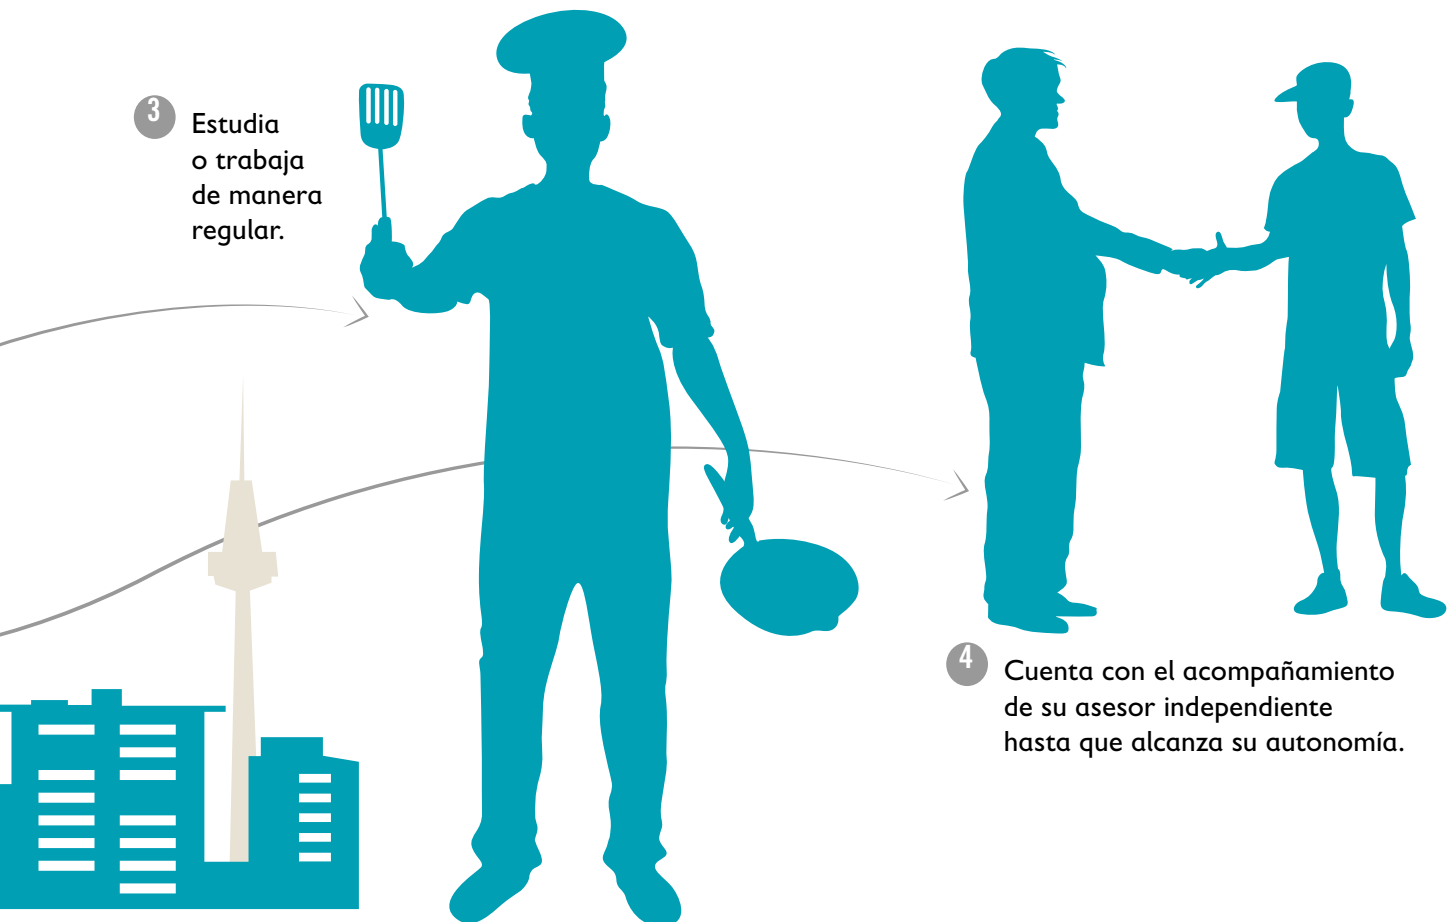 3
Estudia
o trabaja
de manera
regular.
4
Cuenta con el acompañamiento
de su asesor independiente
hasta que alcanza su autonomía.